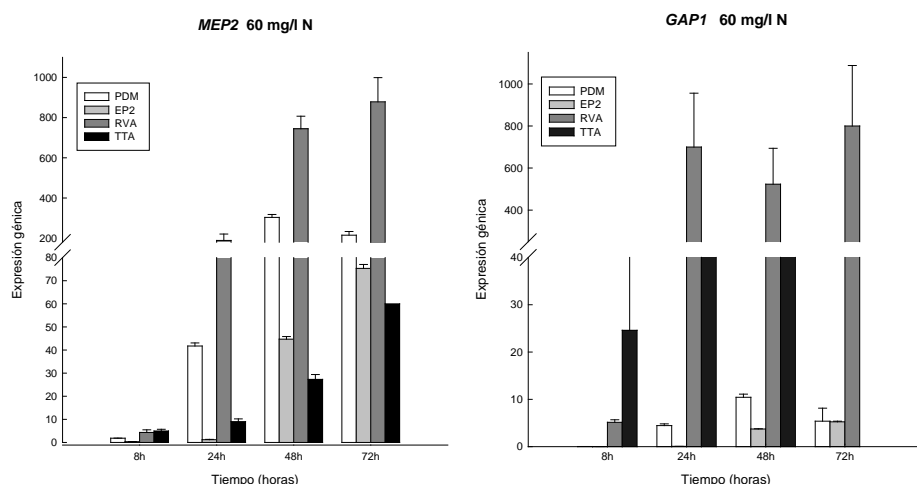 MEP2 60 mg/l N
Expresión génica
1000
800
600
400
200
80
70
60
50
40
30
20
10
0
PDM
EP2
RVA
TTA
8h 24h 48h 72h
Tiempo (horas)
GAP1 60 mg/l N
Expresión génica
1000
800
600
400
40
30
20
10
0
PDM
EP2
RVA
TTA
8h 24h 48h 72h
Tiempo (horas)